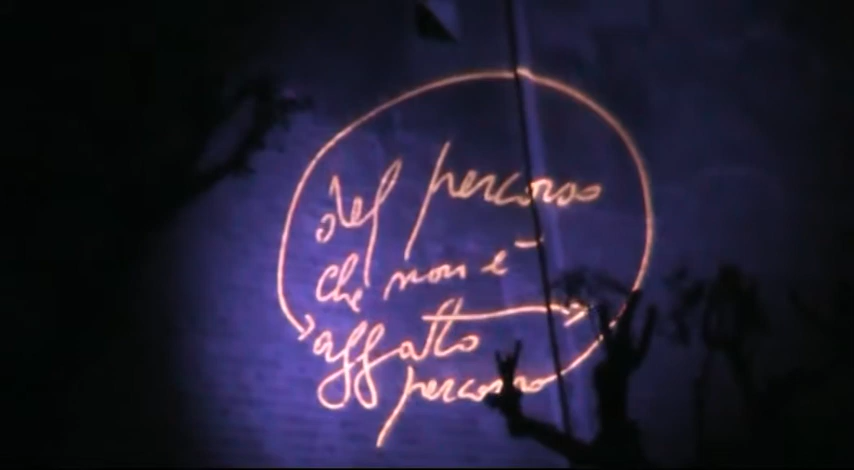 del percorso
che non è
affatto
percorso